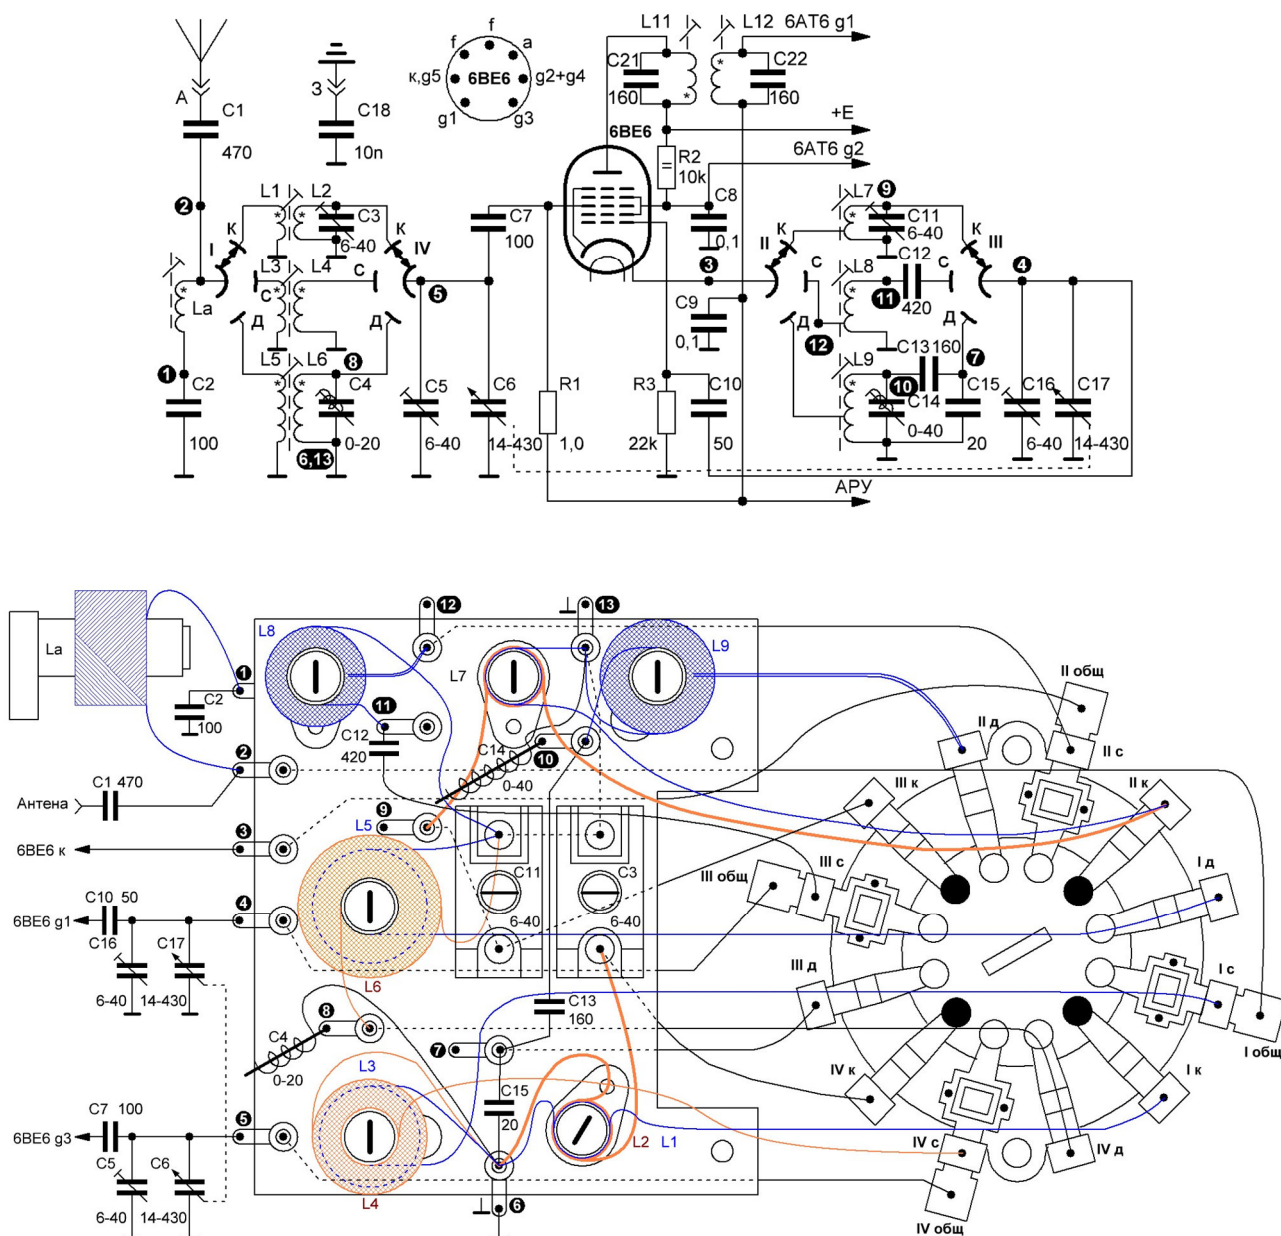 f
f
a
к,g5
6BE6
g2+g4
g1
g3
A
C1
470
З
C18
10n
L11
L12
6AT6 g1
C21
160
C22
160
+E
6BE6
R2
10k
6AT6 g2
2
I
К
L1
L2
C3
6-40
К
IV
C7
100
C8
0,1
L7
9
C11
6-40
К
III
II
К
La
L3
L4
С
С
5
3
С
L8
C12
С
4
11
420
Д
Д
C9
0,1
Д
12
Д
1
C2
100
L5
L6
8
C4
0-20
6,13
C5
6-40
C6
14-430
R1
1,0
R3
22k
C10
50
L9
C13
160
7
10
C14
0-40
C15
20
C16
6-40
C17
14-430
АРУ
La
L8
12
13
L9
L7
1
C2
100
11
C12
420
C14
0-40
10
2
C1 470
Антена
9
3
6BE6 к
L5
C11
6-40
C3
6-40
C10 50
4
6BE6 g1
C16
C17
6-40
14-430
L6
C4
0-20
8
7
C13
160
L3
C15
20
C7 100
5
6BE6 g3
C5
C6
6-40
14-430
L4
L2
L1
6
II общ
II д
II с
III к
II к
III с
III общ
I д
III д
I с
I общ
IV к
I к
IV с
IV д
IV общ